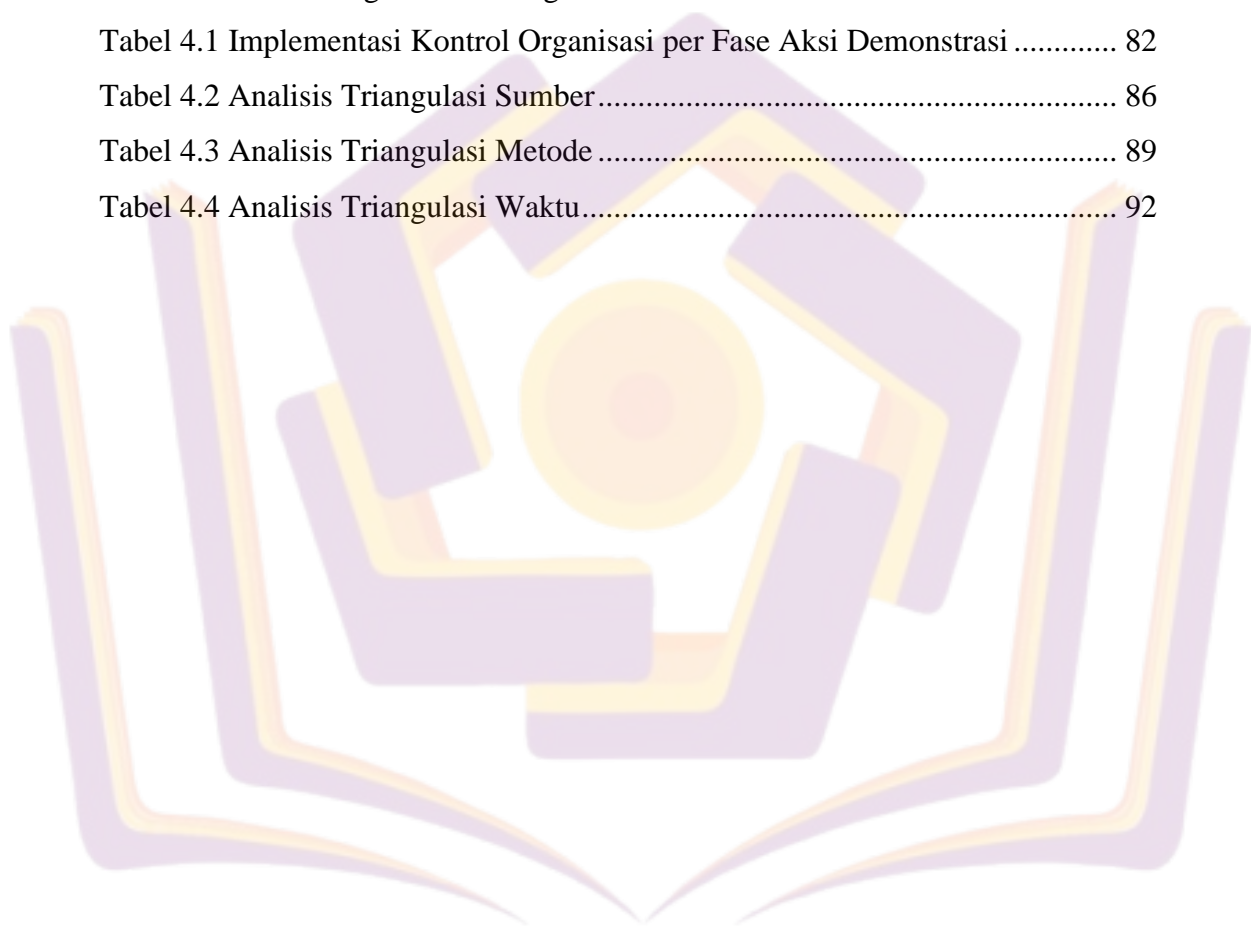 Tabel 4.1 Implementasi Kontrol Organisasi per Fase Aksi Demonstrasi ............. 82
Tabel 4.2 Analisis Triangulasi Sumber................................................................ 86
Tabel 4.3 Analisis Triangulasi Metode ................................................................ 89
Tabel 4.4 Analisis Triangulasi Waktu.................................................................. 92